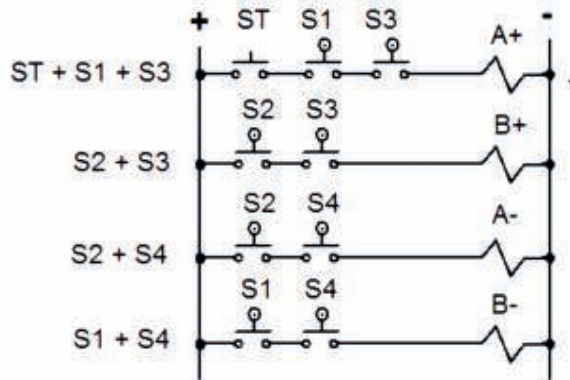 + ST S1 S3 A+ -
ST + S1 + S3
S2 S3 B+
S2 + S3
S2 S4 A-
S2 + S4
S1 S4 B-
S1 + S4